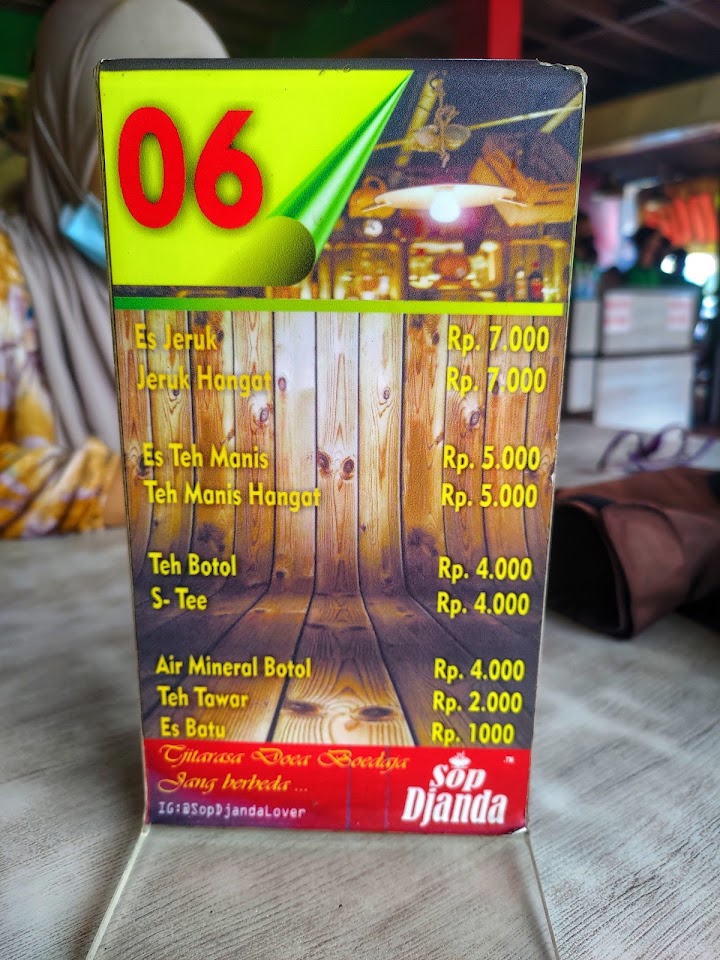 06
Es Jeruk Rp. 7.000
Jeruk Hangat Rp. 7.000
Es Teh Manis Rp. 5.000
Teh Manis Hangat Rp. 5.000
Teh Botol Rp. 4.000
S- Tee Rp. 4.000
Air Mineral Botol Rp. 4.000
Teh Tawar Rp. 2.000
Es Batu Rp. 1000
Tjitarasa Doea Boedaja
Jang berbeda ...
IG:@SopDjandaLover
Sop
Djanda
TM